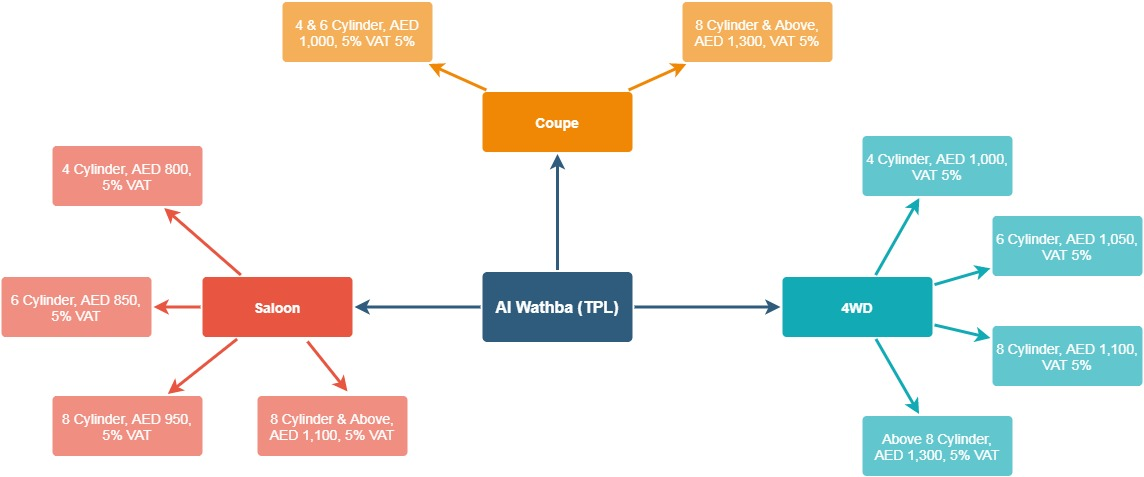 4 & 6 Cylinder, AED
1,000, 5% VAT 5%
8 Cylinder & Above,
AED 1,300, VAT 5%
Coupe
4 Cylinder, AED 800,
5% VAT
4 Cylinder, AED 1,000,
VAT 5%
6 Cylinder, AED 1,050,
VAT 5%
6 Cylinder, AED 850,
5% VAT
Saloon
Al Wathba (TPL)
4WD
8 Cylinder, AED 1,100,
VAT 5%
8 Cylinder, AED 950,
5% VAT
8 Cylinder & Above,
AED 1,100, 5% VAT
Above 8 Cylinder,
AED 1,300, 5% VAT